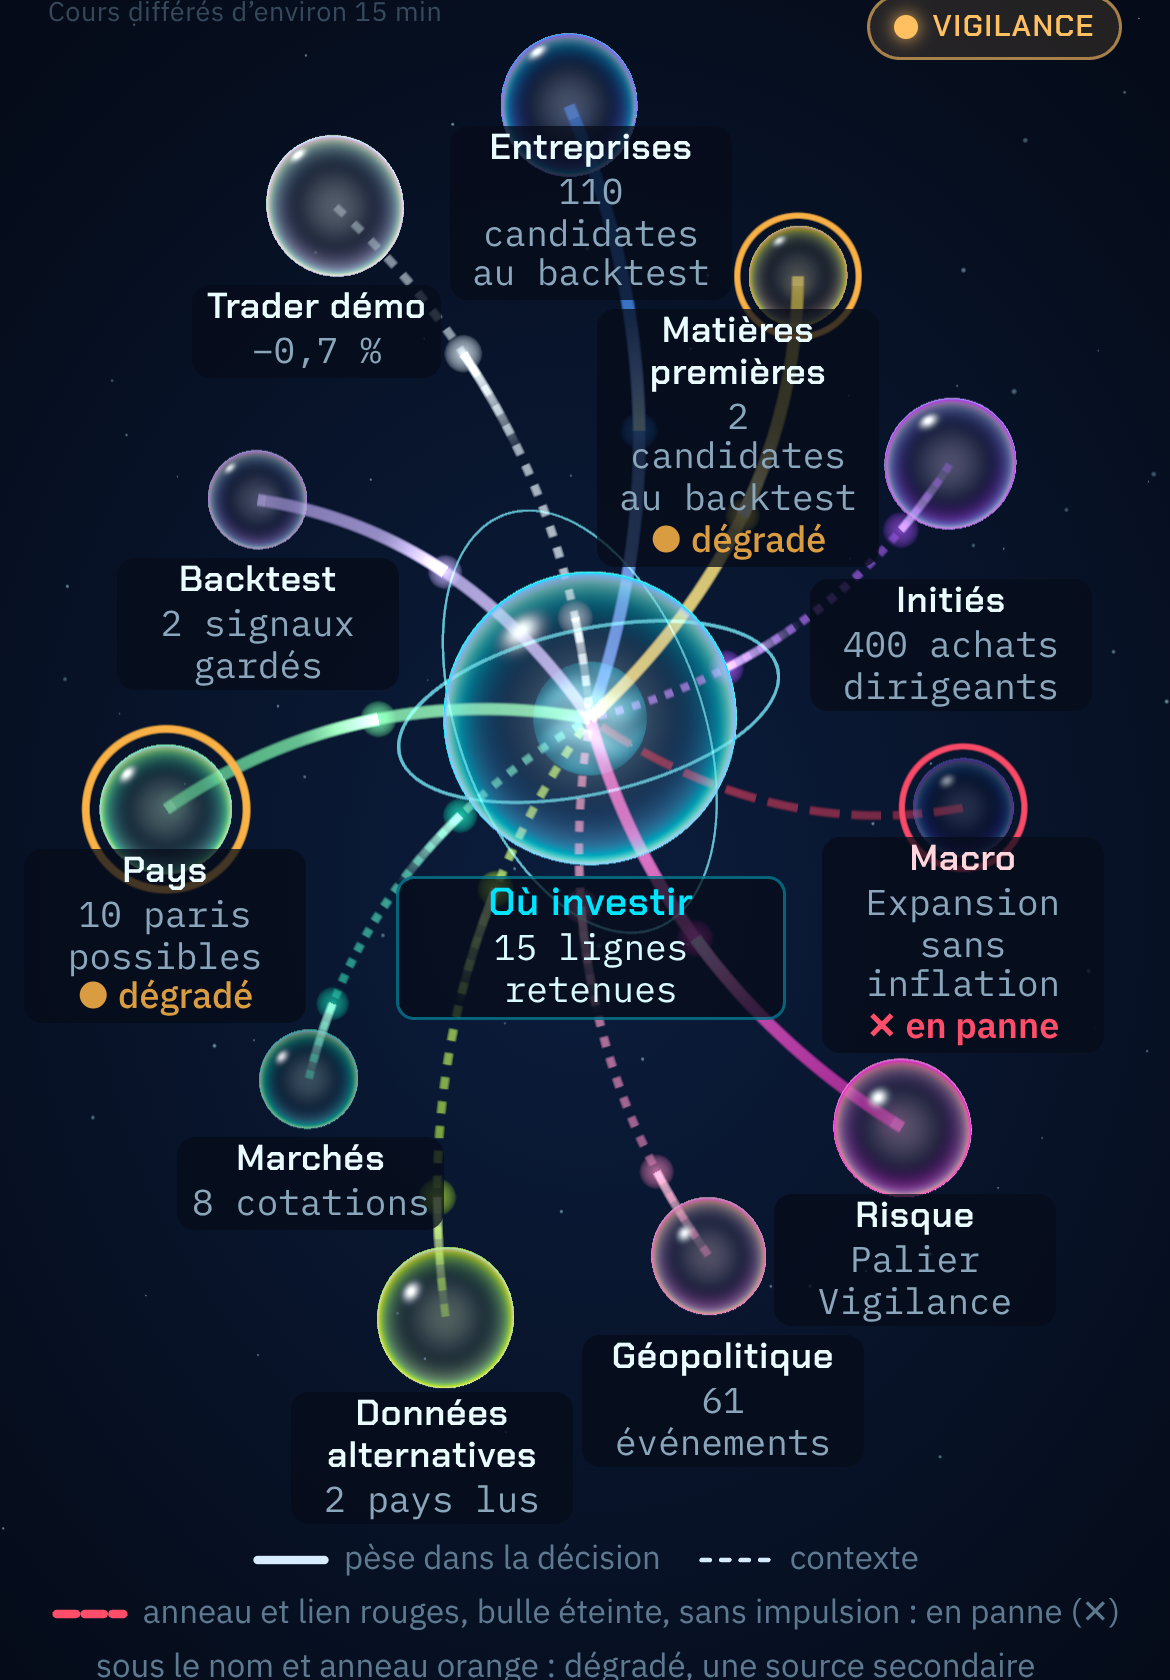 Cours différés d’environ 15 min
VIGILANCE
Entreprises
110
candidates
au backtest
Trader démo
−0,7 %
Matières
premières
2
candidates
au backtest
dégradé
Backtest
2 signaux
gardés
Initiés
400 achats
dirigeants
Pays
10 paris
possibles
dégradé
Macro
Expansion
sans
inflation
✕ en panne
Où investir
15 lignes
retenues
Marchés
8 cotations
Risque
Palier
Vigilance
Géopolitique
61
événements
Données
alternatives
2 pays lus
pèse dans la décision
contexte
anneau et lien rouges, bulle éteinte, sans impulsion : en panne (✕)
sous le nom et anneau orange : dégradé, une source secondaire